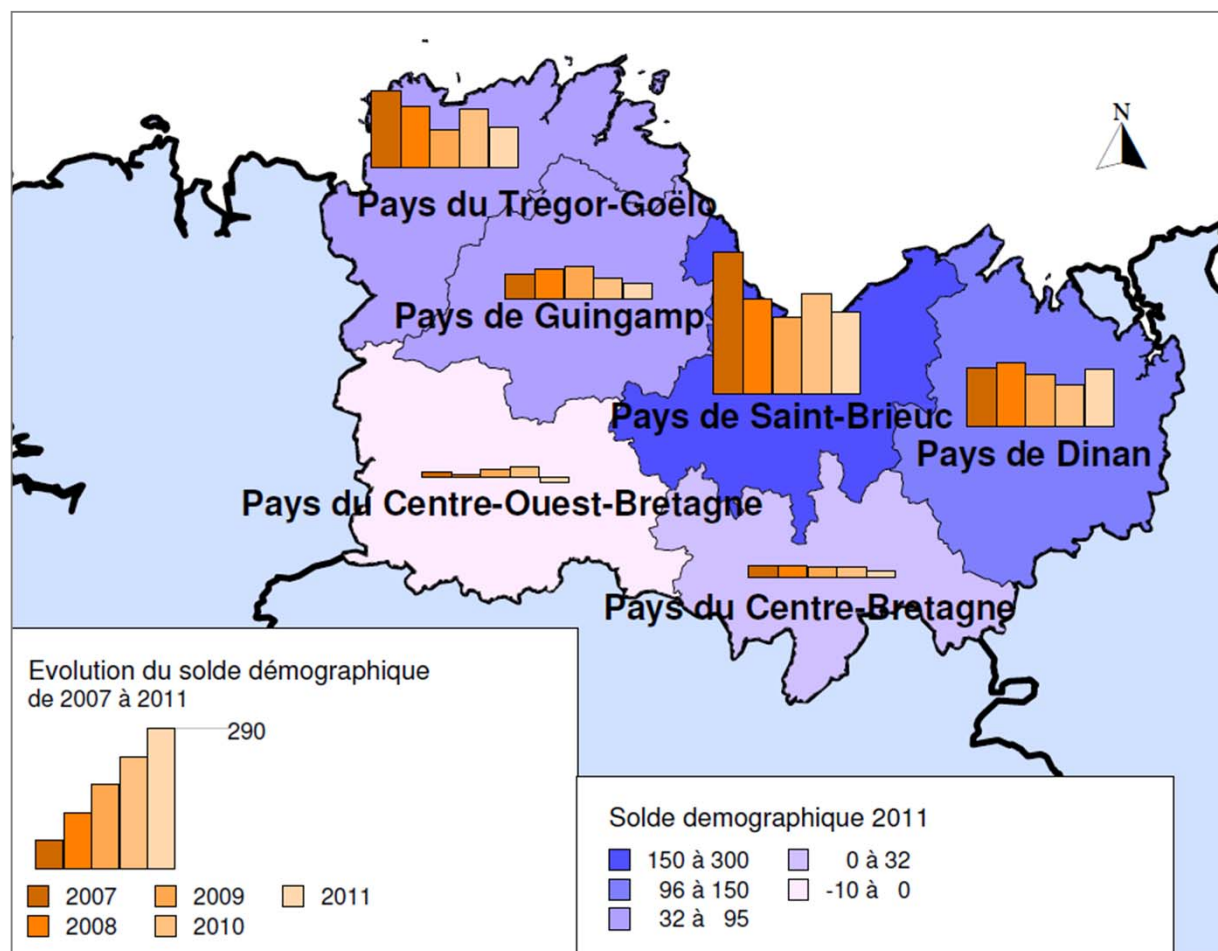 N
Pays du Trégor-Goëlo
Pays de Guingamp
Pays de Saint-Brieuc
Pays de Dinan
Pays du Centre-Ouest-Bretagne
Pays du Centre-Bretagne
Evolution du solde démographique
de 2007 à 2011
290
2007 2009 2011
2008 2010
Solde demographique 2011
150 à 300 0 à 32
96 à 150 -10 à 0
32 à 95